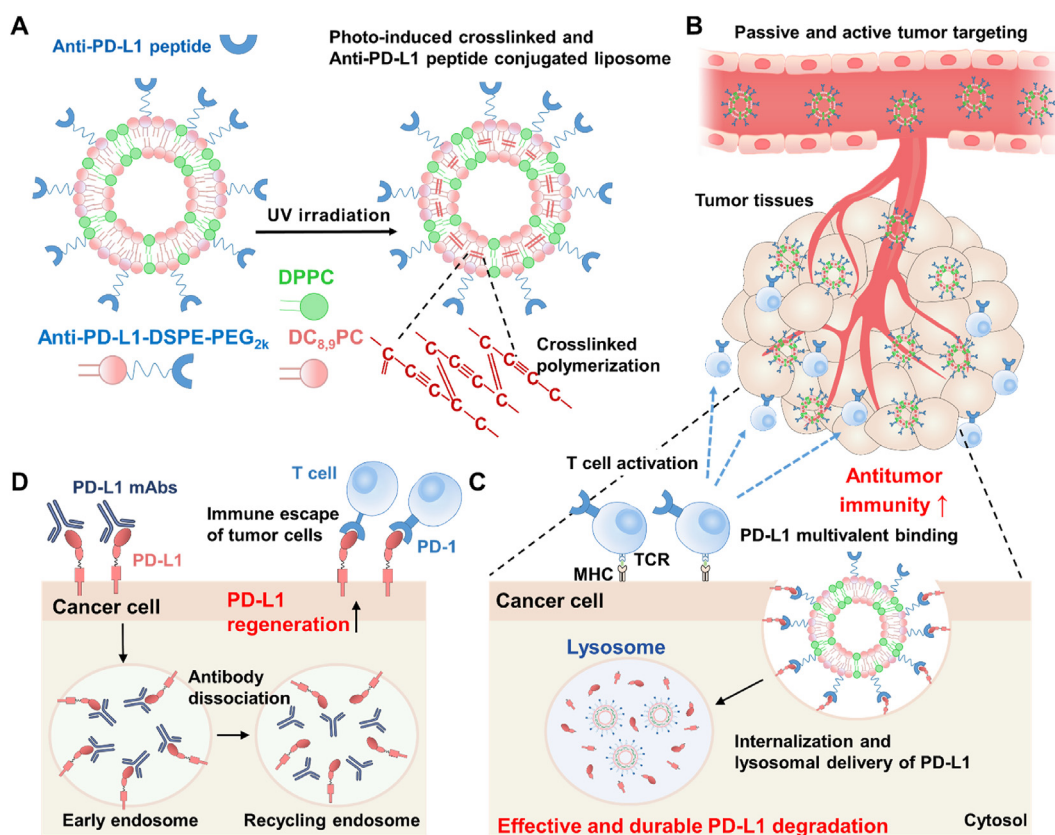 A
Anti-PD-L1 peptide
Photo-induced crosslinked and
Anti-PD-L1 peptide conjugated liposome
UV irradiation
DPPC
Anti-PD-L1-DSPE-PEG2k
DC8,9PC
Crosslinked
polymerization
C
C
C
C
C
C
C
C
C
C
C
C
B
Passive and active tumor targeting
Tumor tissues
T cell activation
Antitumor
immunity ↑
C
PD-L1 multivalent binding
TCR
MHC
Cancer cell
Lysosome
Internalization and
lysosomal delivery of PD-L1
Effective and durable PD-L1 degradation
Cytosol
D
PD-L1 mAbs
PD-L1
T cell
Immune escape
of tumor cells
PD-1
Cancer cell
PD-L1
regeneration
Antibody
dissociation
Early endosome
Recycling endosome